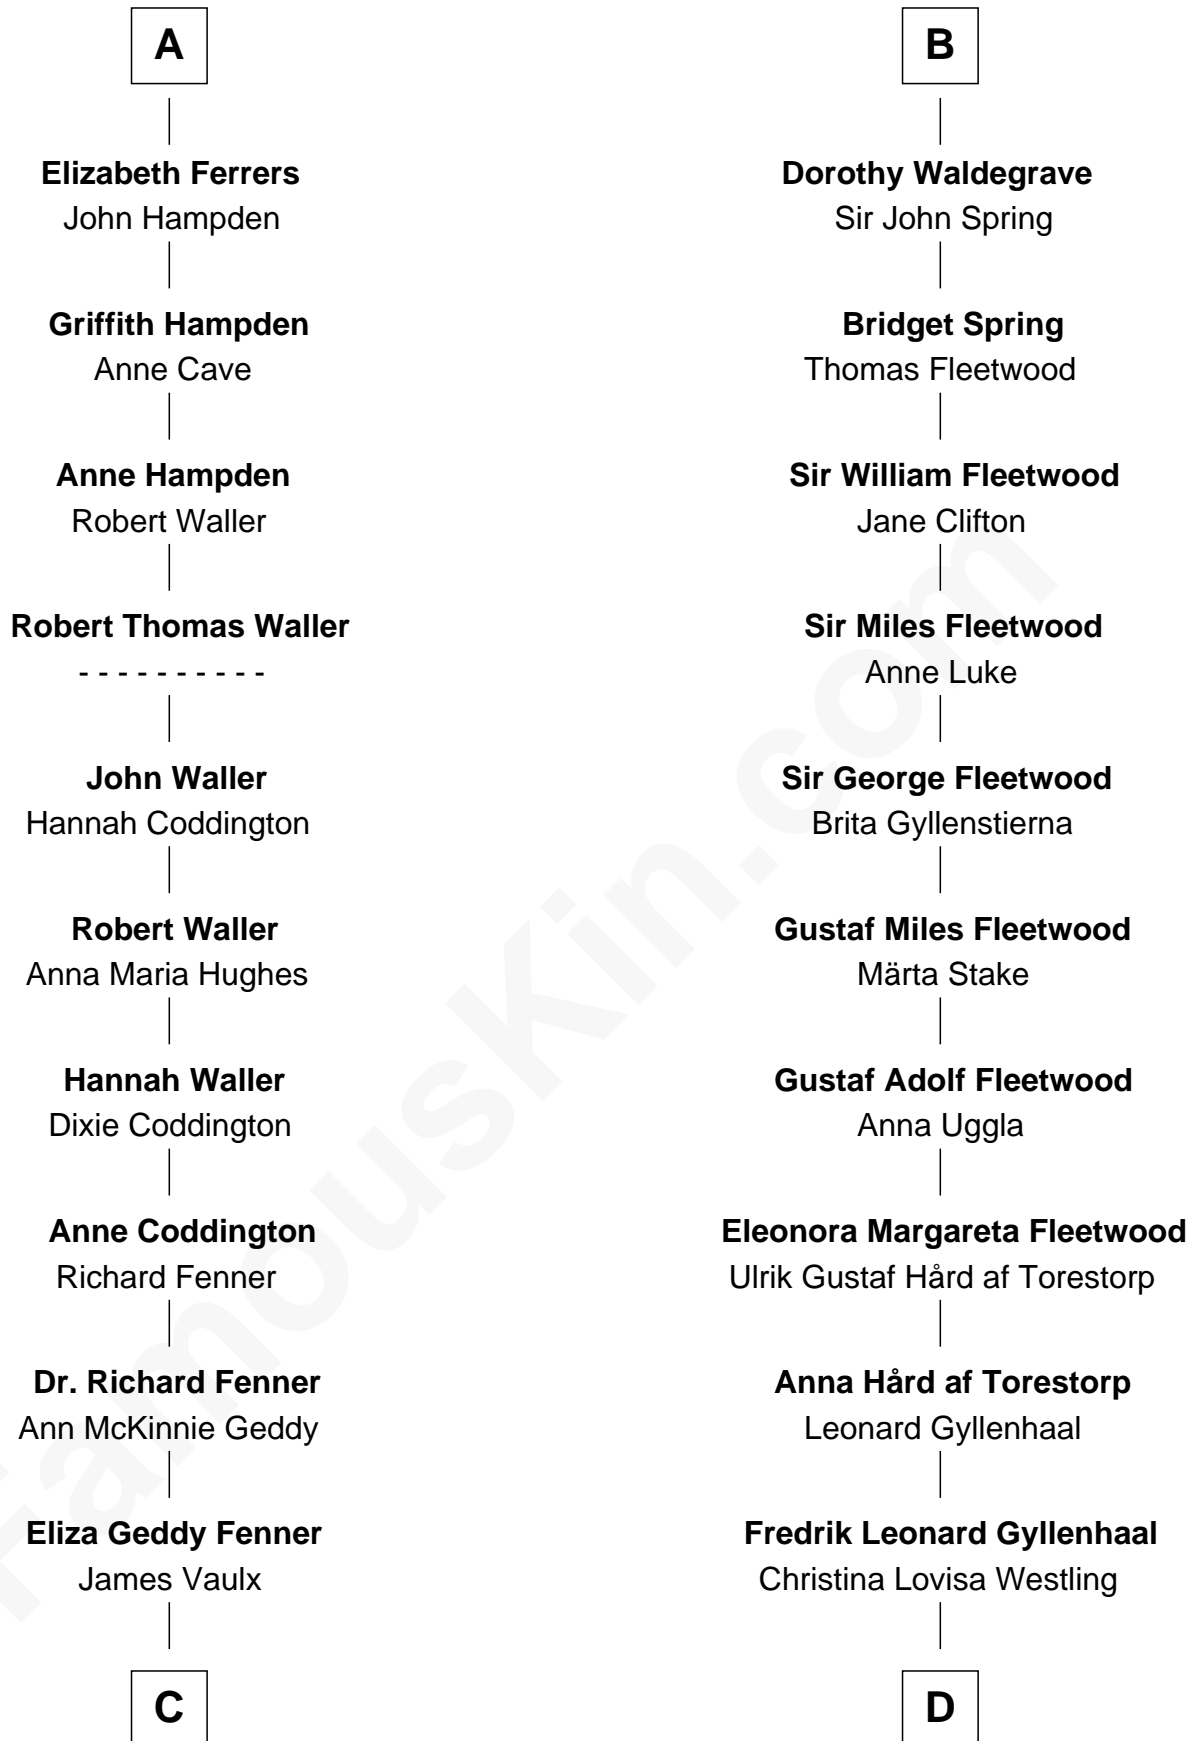 A
Elizabeth Ferrers
John Hampden
Griffith Hampden
Anne Cave
Anne Hampden
Robert Waller
Robert Thomas Waller
- - - - - - - - - -
John Waller
Hannah Coddington
Robert Waller
Anna Maria Hughes
Hannah Waller
Dixie Coddington
Anne Coddington
Richard Fenner
Dr. Richard Fenner
Ann McKinnie Geddy
Eliza Geddy Fenner
James Vaulx
C
B
Dorothy Waldegrave
Sir John Spring
Bridget Spring
Thomas Fleetwood
Sir William Fleetwood
Jane Clifton
Sir Miles Fleetwood
Anne Luke
Sir George Fleetwood
Brita Gyllenstierna
Gustaf Miles Fleetwood
Märta Stake
Gustaf Adolf Fleetwood
Anna Uggla
Eleonora Margareta Fleetwood
Ulrik Gustaf Hård af Torestorp
Anna Hård af Torestorp
Leonard Gyllenhaal
Fredrik Leonard Gyllenhaal
Christina Lovisa Westling
D
FamousKin.com